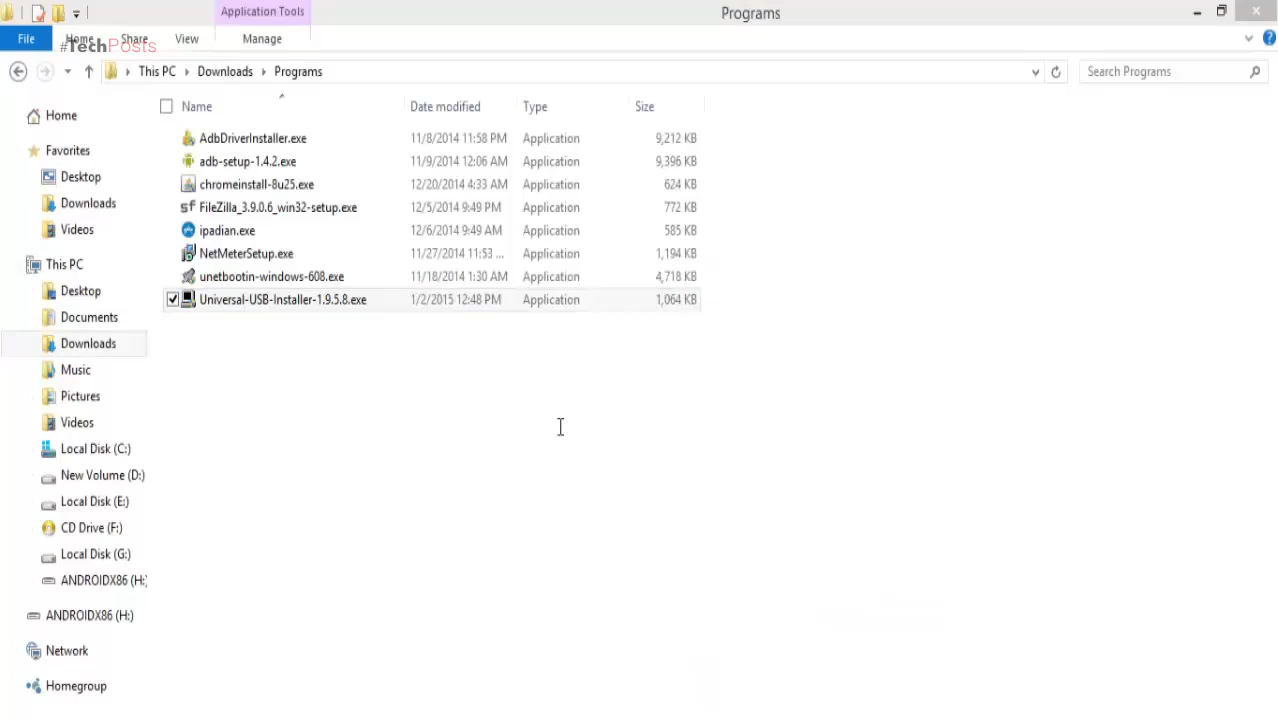 Application Tools
Programs
File Home Share View Manage
#TechPosts
This PC Downloads Programs
Search Programs
Name Date modified Type Size
AdbDriverInstaller.exe 11/8/2014 11:58 PM Application 9,212 KB
adb-setup-1.4.2.exe 11/9/2014 12:06 AM Application 9,396 KB
chromeinstall-8u25.exe 12/20/2014 4:33 AM Application 624 KB
FileZilla_3.9.0.6_win32-setup.exe 12/5/2014 9:49 PM Application 772 KB
ipadian.exe 12/6/2014 9:49 AM Application 585 KB
NetMeterSetup.exe 11/27/2014 11:53 ... Application 1,194 KB
unetbootin-windows-608.exe 11/18/2014 1:30 AM Application 4,718 KB
Universal-USB-Installer-1.9.5.8.exe 1/2/2015 12:48 PM Application 1,064 KB
Home
Favorites
Desktop
Downloads
Videos
This PC
Desktop
Documents
Downloads
Music
Pictures
Videos
Local Disk (C:)
New Volume (D:)
Local Disk (E:)
CD Drive (F:)
Local Disk (G:)
ANDROIDX86 (H:)
ANDROIDX86 (H:)
Network
Homegroup